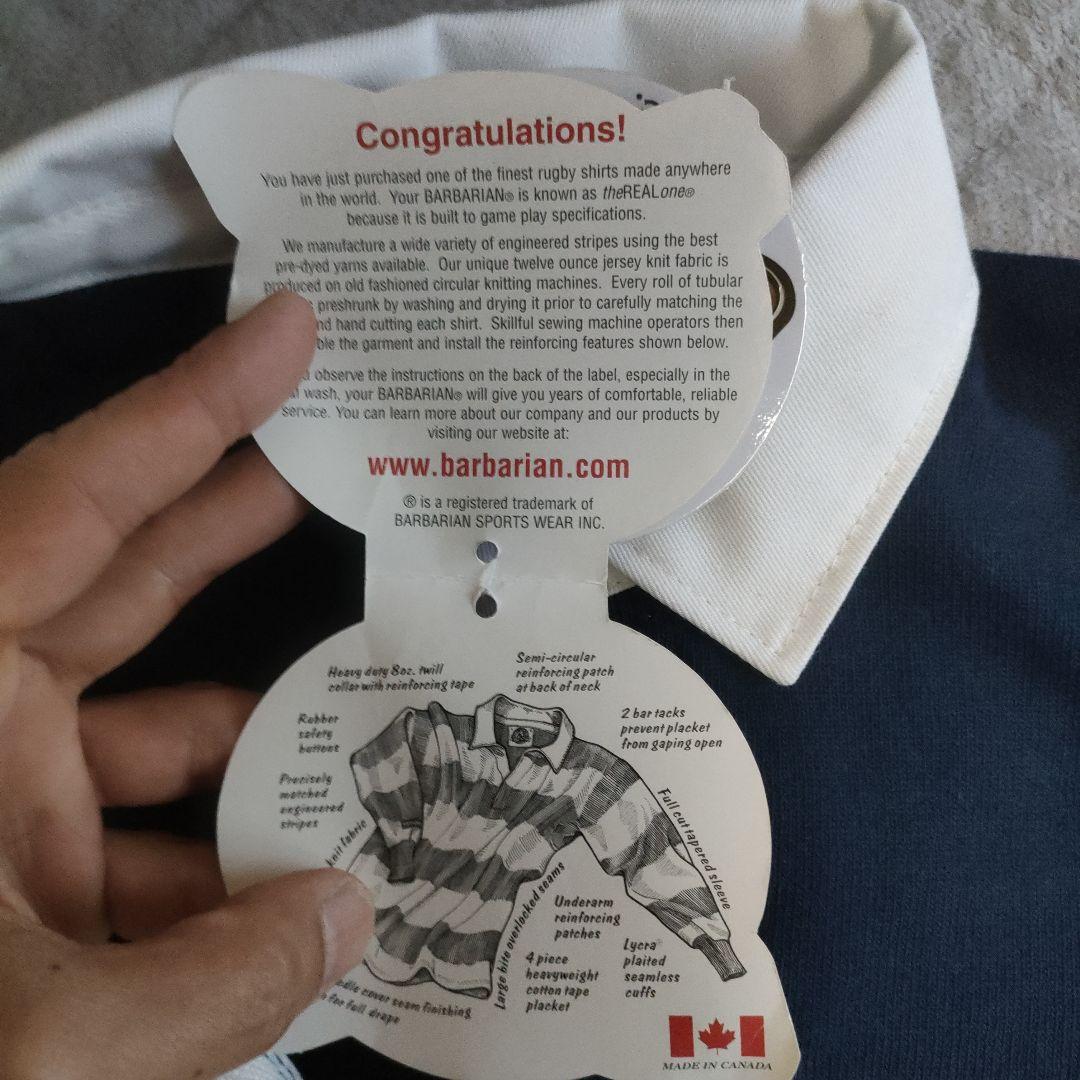 Congratulations!
You have just purchased one of the finest rugby shirts made anywhere
in the world. Your BARBARIAN® is known as theREALone®
because it is built to game play specifications.
We manufacture a wide variety of engineered stripes using the best
pre-dyed yarns available. Our unique twelve ounce jersey knit fabric is
produced on old fashioned circular knitting machines. Every roll of tubular
preshrunk by washing and drying it prior to carefully matching the
hand cutting each shirt. Skillful sewing machine operators then
the garment and install the reinforcing features shown below.
observe the instructions on the back of the label, especially in the
wash, your BARBARIAN® will give you years of comfortable, reliable
service. You can learn more about our company and our products by
visiting our website at:
www.barbarian.com
® is a registered trademark of
BARBARIAN SPORTS WEAR INC.
Heavy duty 8oz. twill
collar with reinforcing tape
Semi-circular
reinforcing patch
at back of neck
Rubber
safety
buttons
2 bar tacks
prevent placket
from gaping open
Precisely
matched
engineered
stripes
Full cut tapered sleeve
knit fabric
Large bite overlocked seams
Underarm
reinforcing
patches
4 piece
heavyweight
cotton tape
placket
Lycra®
plaited
seamless
cuffs
cover seam finishing
for full drape
MADE IN CANADA